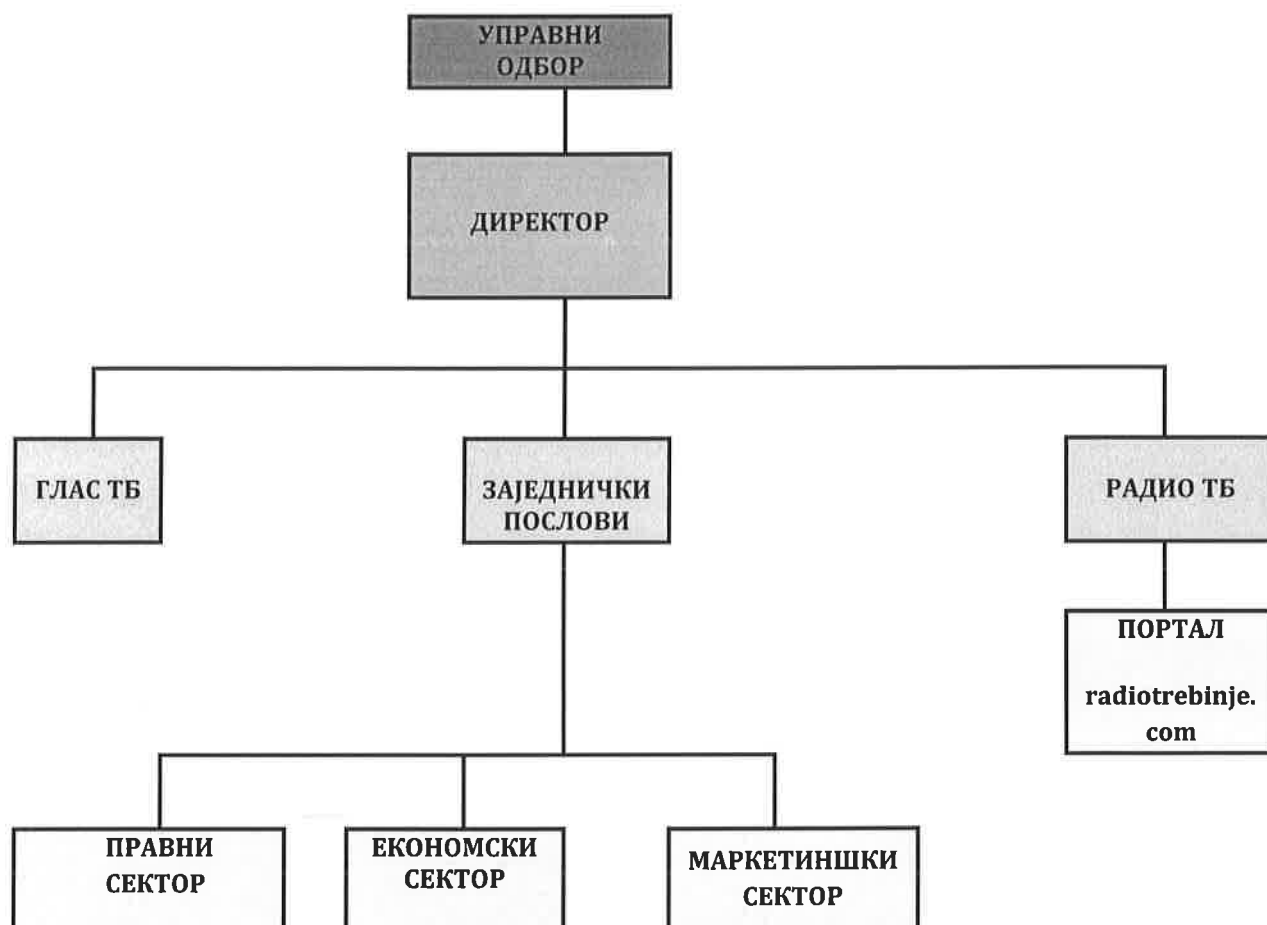 УПРАВНИ
ОДБОР
ДИРЕКТОР
ГЛАС ТБ
ЗАЈЕДНИЧКИ
ПОСЛОВИ
РАДИО ТБ
ПОРТАЛ
radiotrebinje.
com
ПРАВНИ
СЕКТОР
ЕКОНОМСКИ
СЕКТОР
МАРКЕТИНШКИ
СЕКТОР